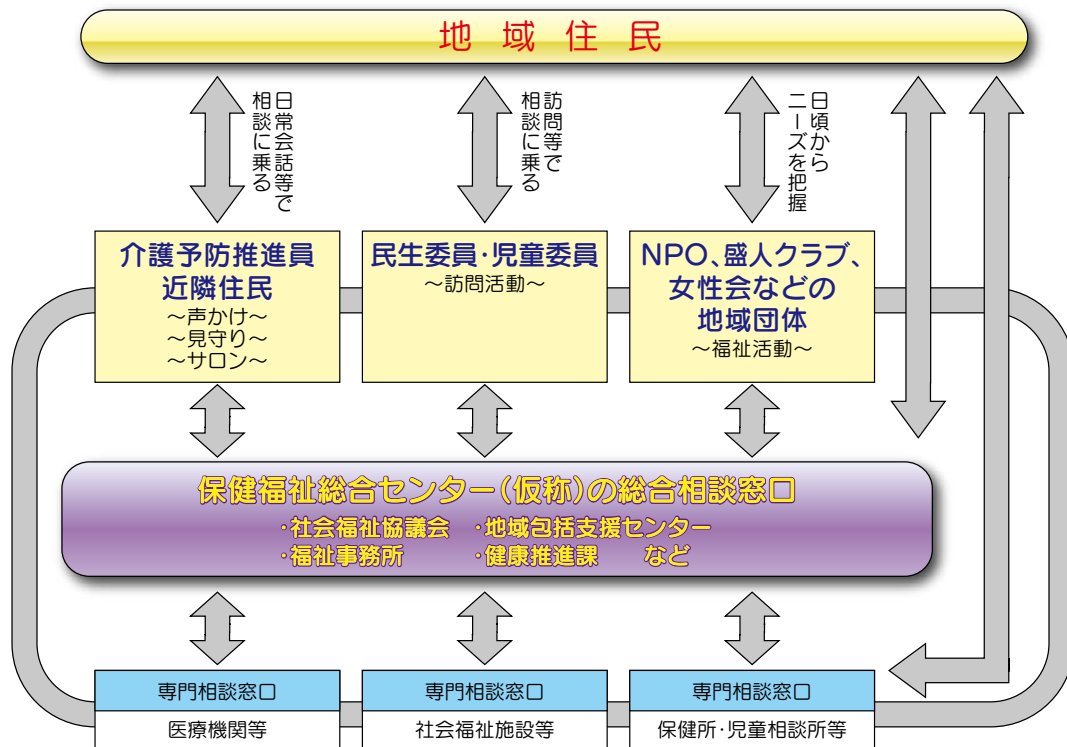 地域住民
日常会話等で
相談に乗る
訪問等で
相談に乗る
日頃から
ニーズを把握
介護予防推進員
近隣住民
～声かけ～
～見守り～
～サロン～
民生委員・児童委員
～訪問活動～
NPO、盛人クラブ、
女性会などの
地域団体
～福祉活動～
保健福祉総合センター(仮称)の総合相談窓口
・社会福祉協議会 ・地域包括支援センター
・福祉事務所 ・健康推進課 など
専門相談窓口
医療機関等
専門相談窓口
社会福祉施設等
専門相談窓口
保健所・児童相談所等